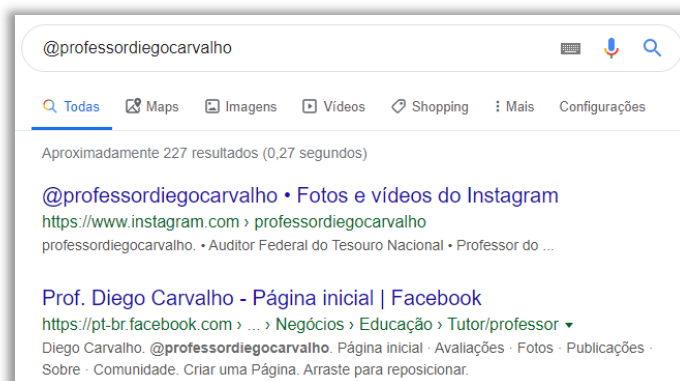 @professordiegocarvalho
Todas Maps Imagens Vídeos Shopping Mais Configurações
Aproximadamente 227 resultados (0,27 segundos)
@professordiegocarvalho • Fotos e vídeos do Instagram
https://www.instagram.com › professordiegocarvalho
professordiegocarvalho. • Auditor Federal do Tesouro Nacional • Professor do ...
Prof. Diego Carvalho - Página inicial | Facebook
https://pt-br.facebook.com › ... › Negócios › Educação › Tutor/professor
Diego Carvalho. @professordiegocarvalho. Página inicial · Avaliações · Fotos · Publicações ·
Sobre · Comunidade. Criar uma Página. Arraste para reposicionar.